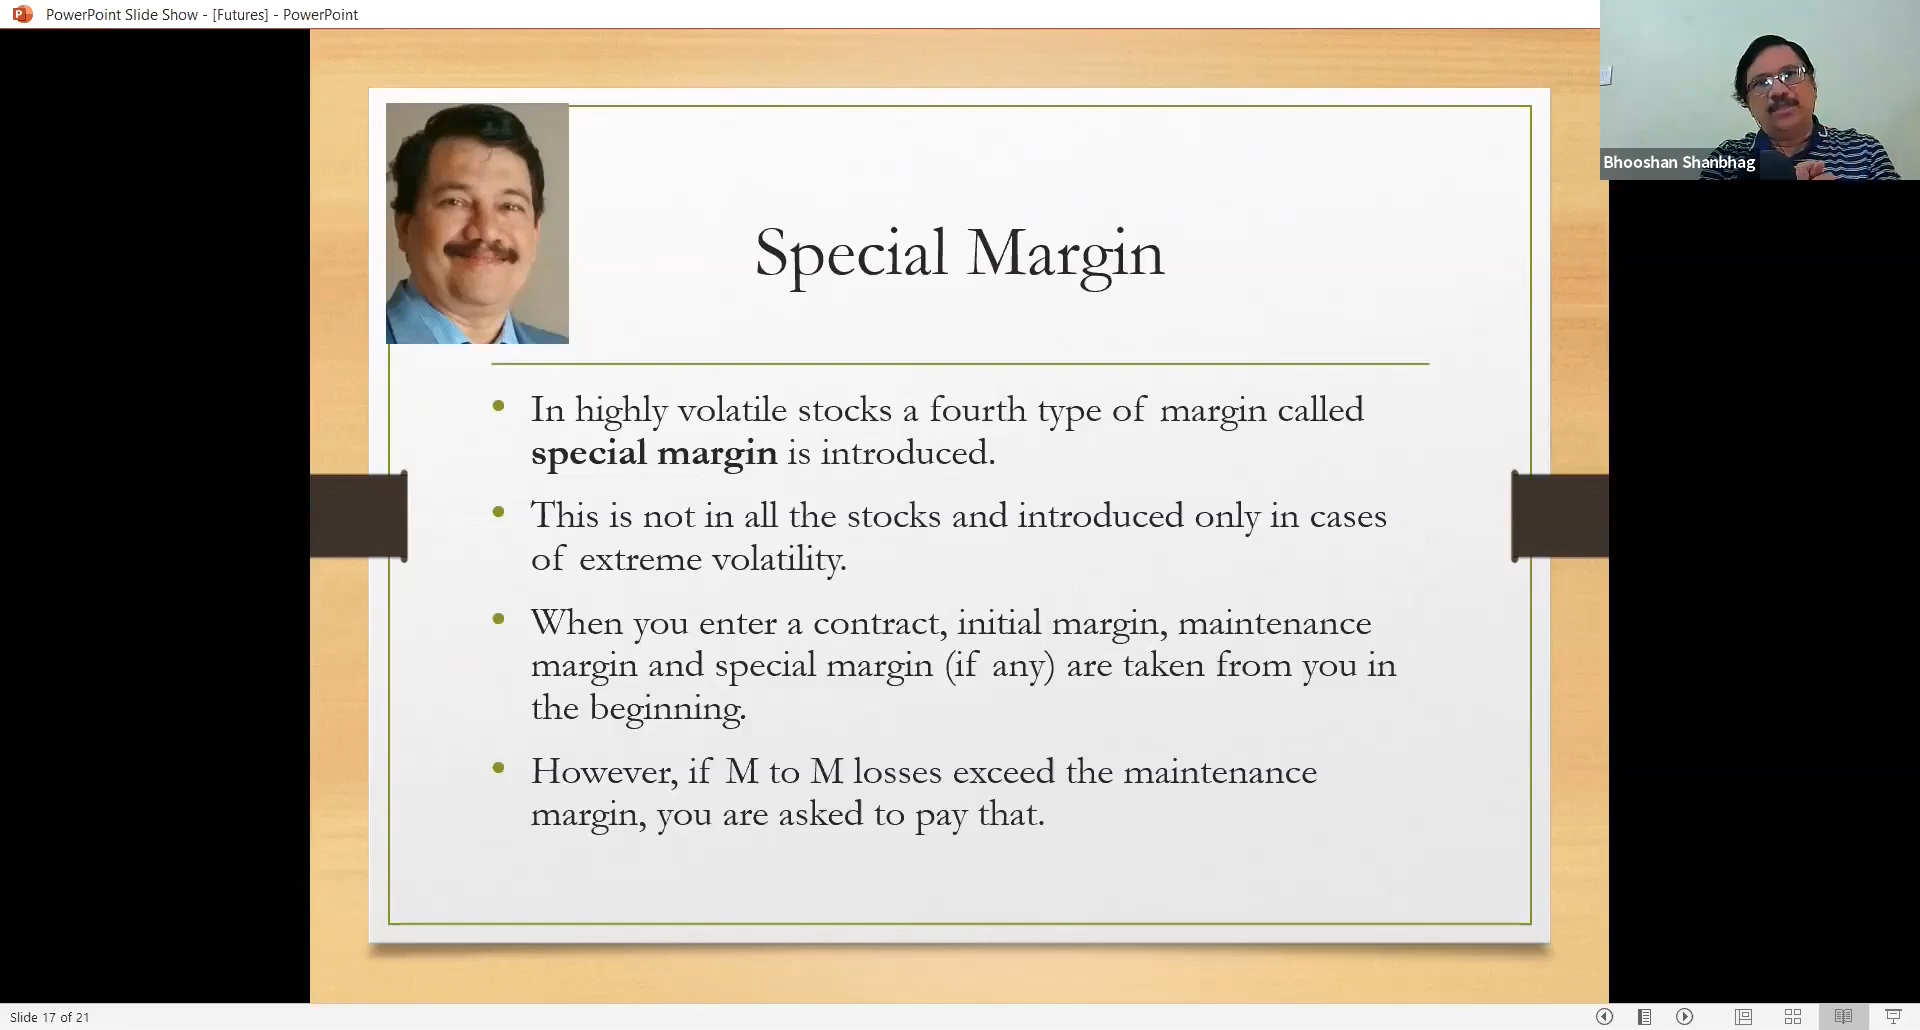 PowerPoint Slide Show - [Futures] - PowerPoint
Bhooshan Shanbhag
Special Margin
• In highly volatile stocks a fourth type of margin called
special margin is introduced.
• This is not in all the stocks and introduced only in cases
of extreme volatility.
• When you enter a contract, initial margin, maintenance
margin and special margin (if any) are taken from you in
the beginning.
• However, if M to M losses exceed the maintenance
margin, you are asked to pay that.
Slide 17 of 21